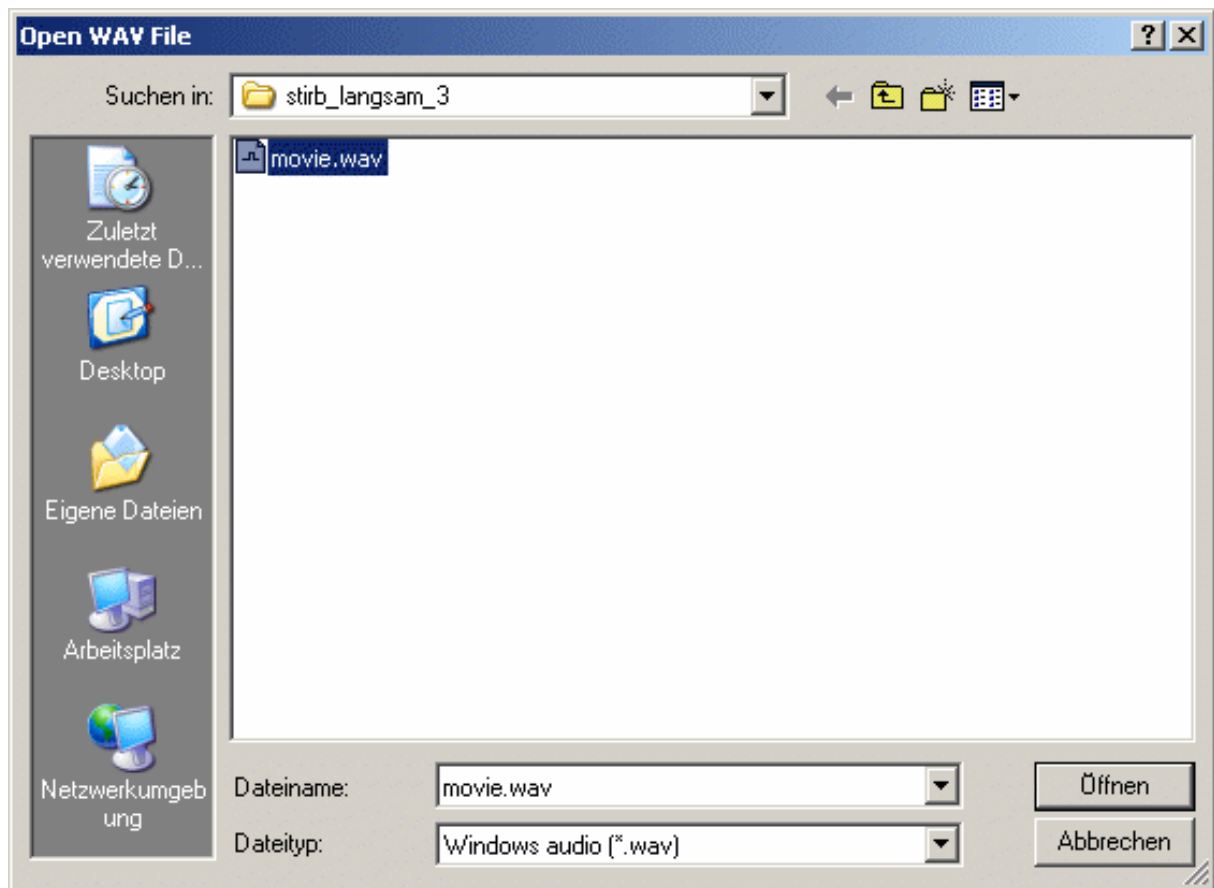 Open WAV File
Suchen in:
stirb_langsam_3
movie.wav
Zuletzt
verwendete D...
Desktop
Eigene Dateien
Arbeitsplatz
Netzwerkumgeb
ung
Dateiname:
movie.wav
Öffnen
Dateityp:
Windows audio (*.wav)
Abbrechen